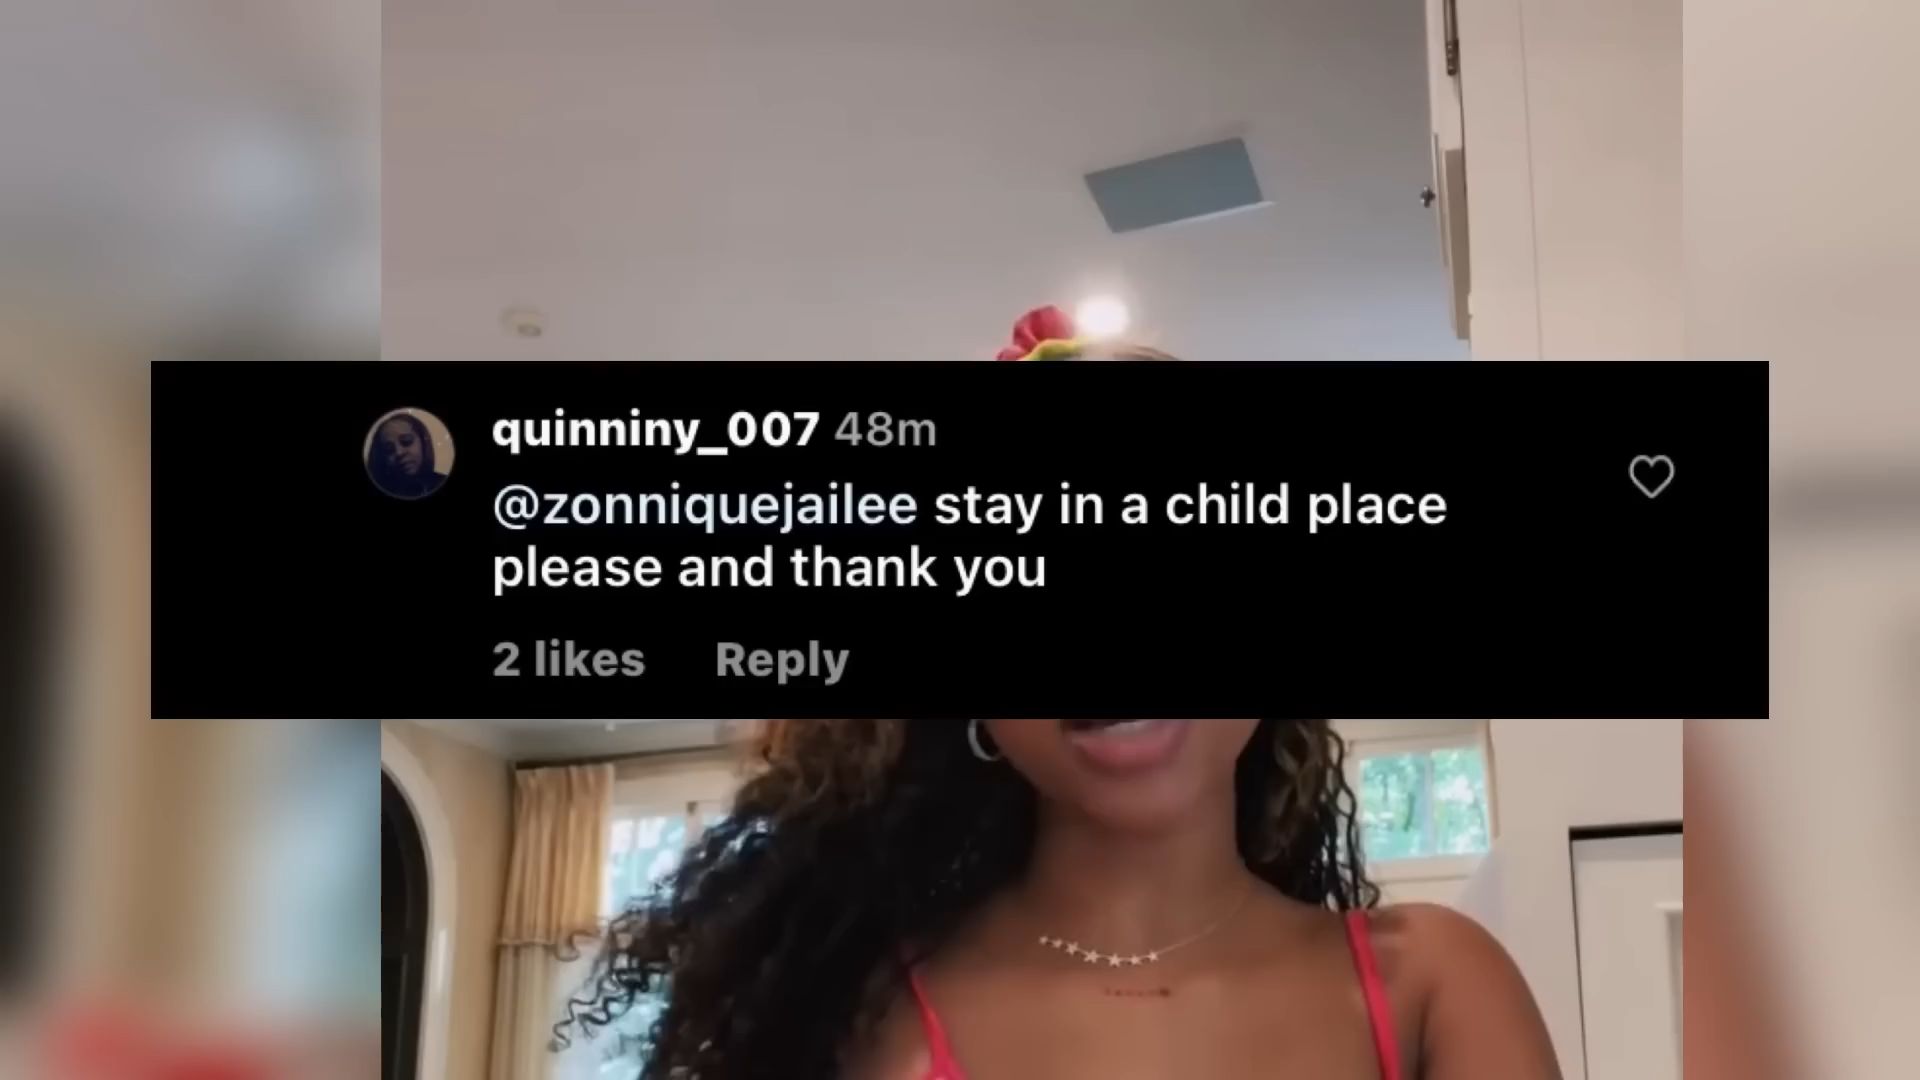 quinniny_007 48m
@zonniquejailee stay in a child place
please and thank you
2 likes Reply